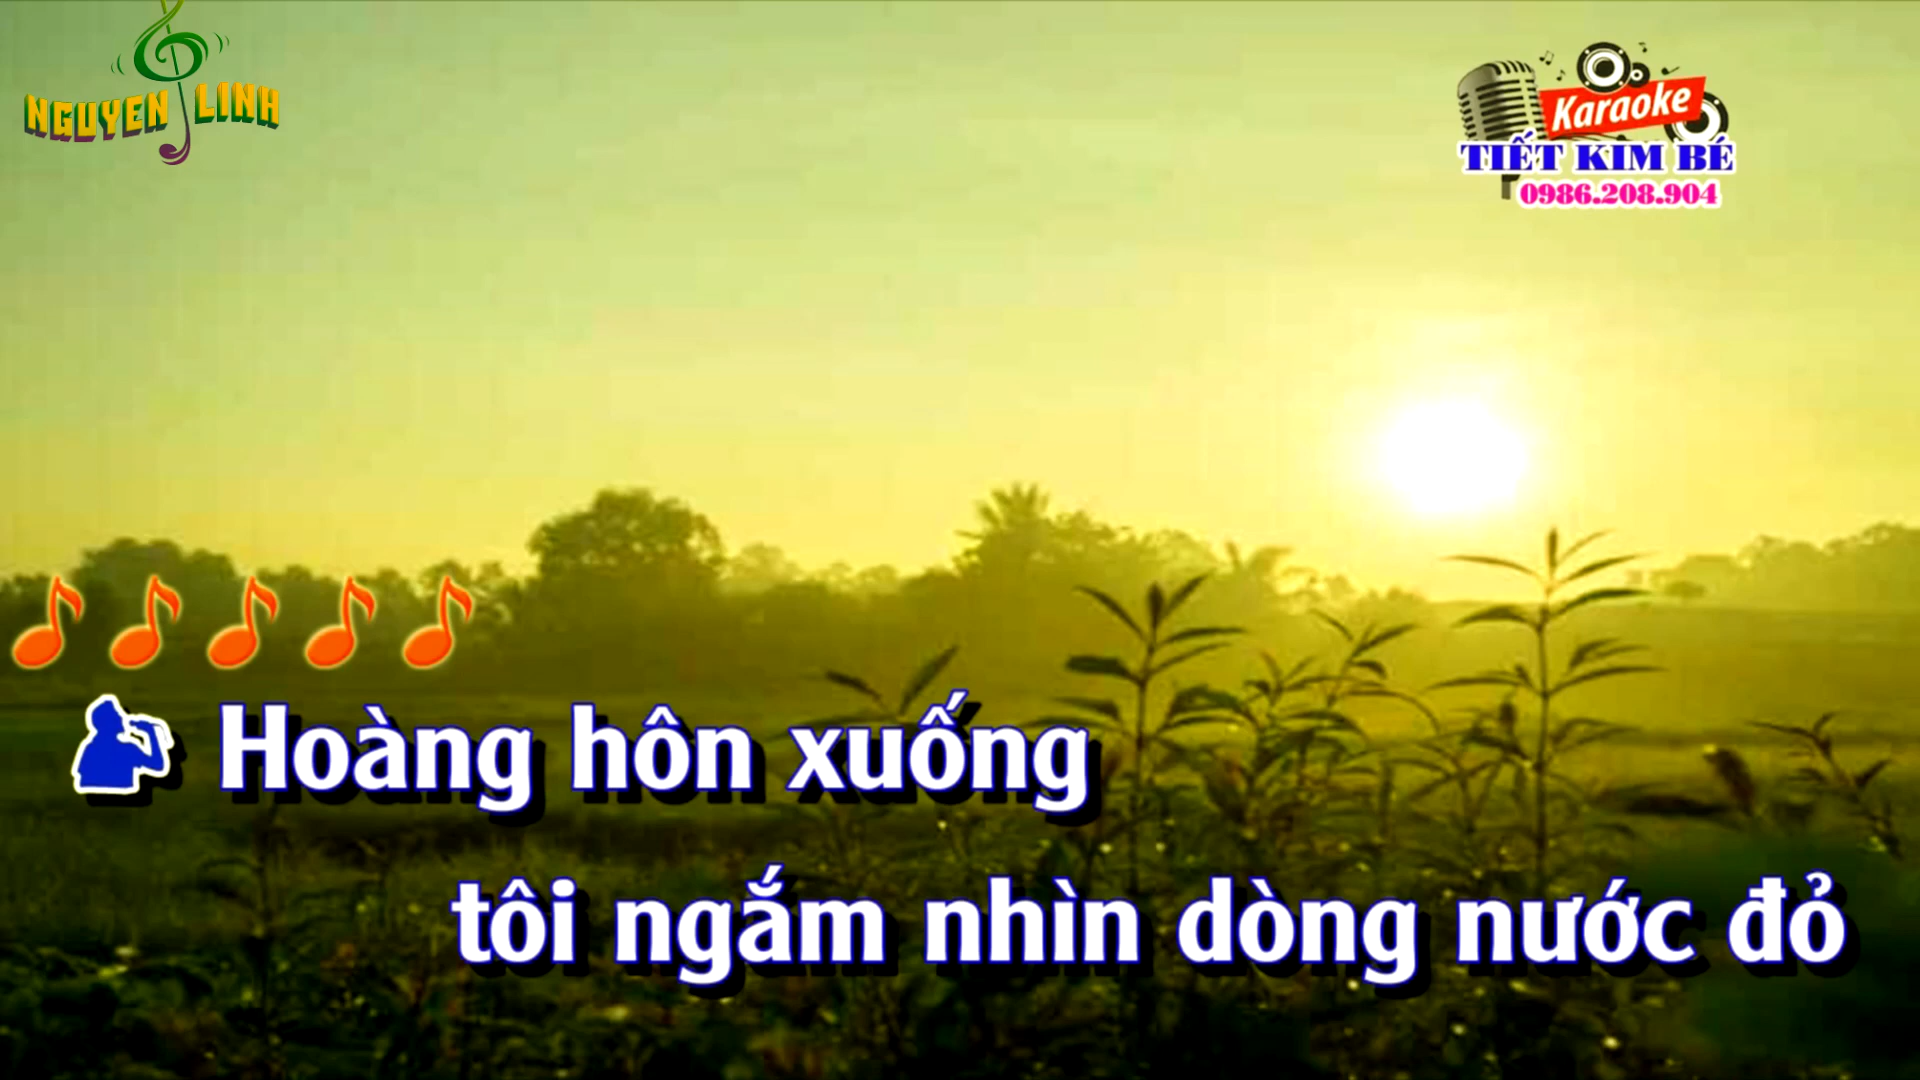 NGUYEN LINH
Karaoke
TIẾT KIM BÉ
0986.208.904
Hoàng hôn xuống
tôi ngắm nhìn dòng nước đỏ